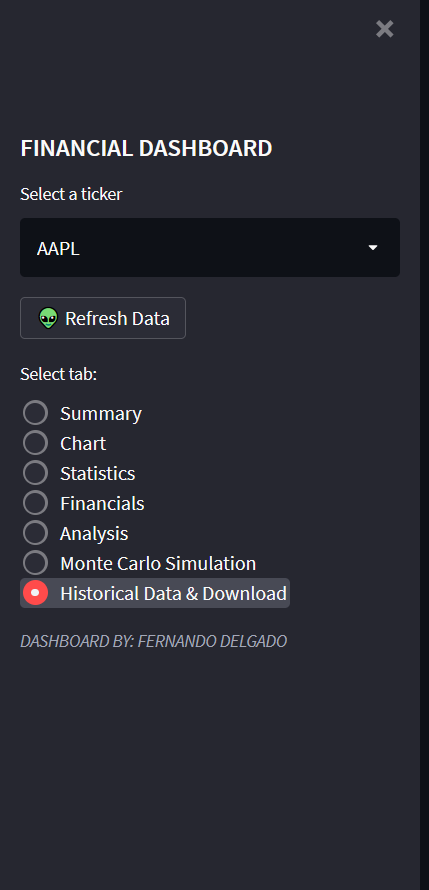 FINANCIAL DASHBOARD
Select a ticker
AAPL
Refresh Data
Select tab:
Summary
Chart
Statistics
Financials
Analysis
Monte Carlo Simulation
Historical Data & Download
DASHBOARD BY: FERNANDO DELGADO